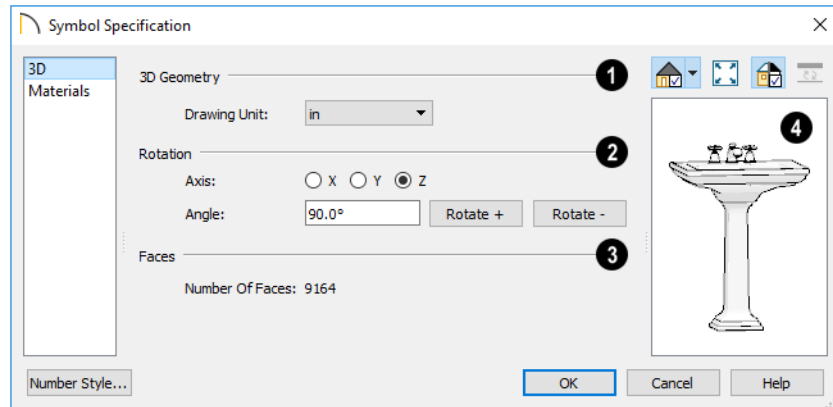 Symbol Specification
3D
Materials
3D Geometry
1
Drawing Unit: in
Rotation
2
Axis: X Y Z
Angle: 90.0° Rotate + Rotate -
Faces
3
Number Of Faces: 9164
4
Number Style... OK Cancel Help